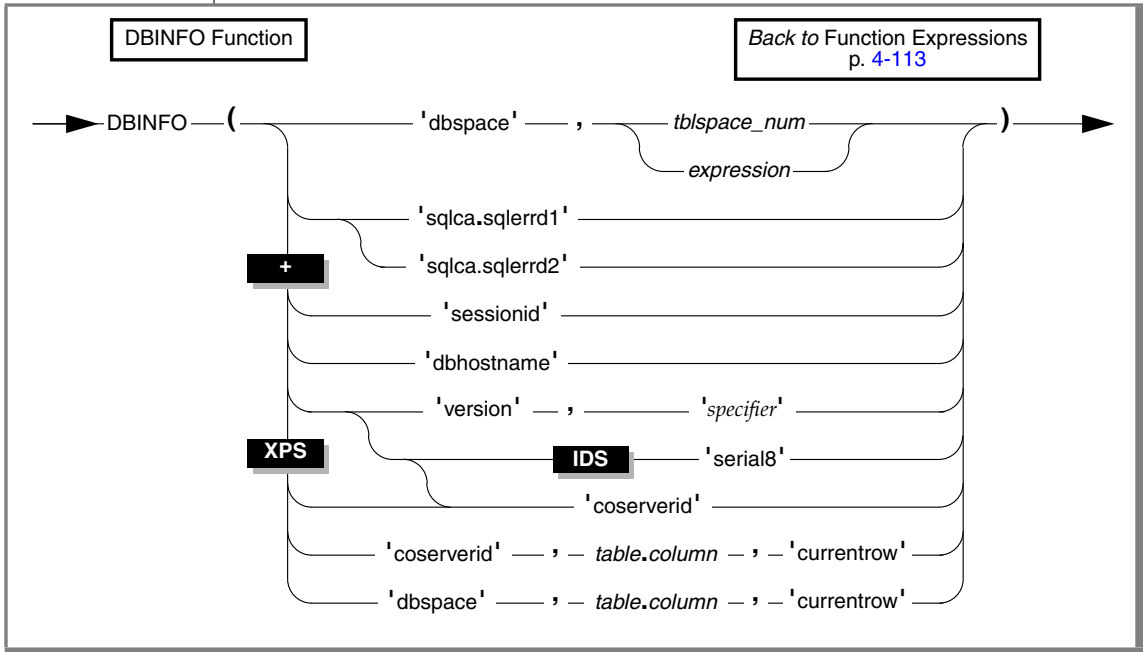 DBINFO Function
Back to Function Expressions
p. 4-113
DBINFO ( 'dbspace' , tblspace_num )
expression
'sqlca.sqlerrd1'
'sqlca.sqlerrd2'
+
'sessionid'
'dbhostname'
'version' , 'specifier'
XPS IDS 'serial8'
'coserverid'
'coserverid' , table.column , 'currentrow'
'dbspace' , table.column , 'currentrow'